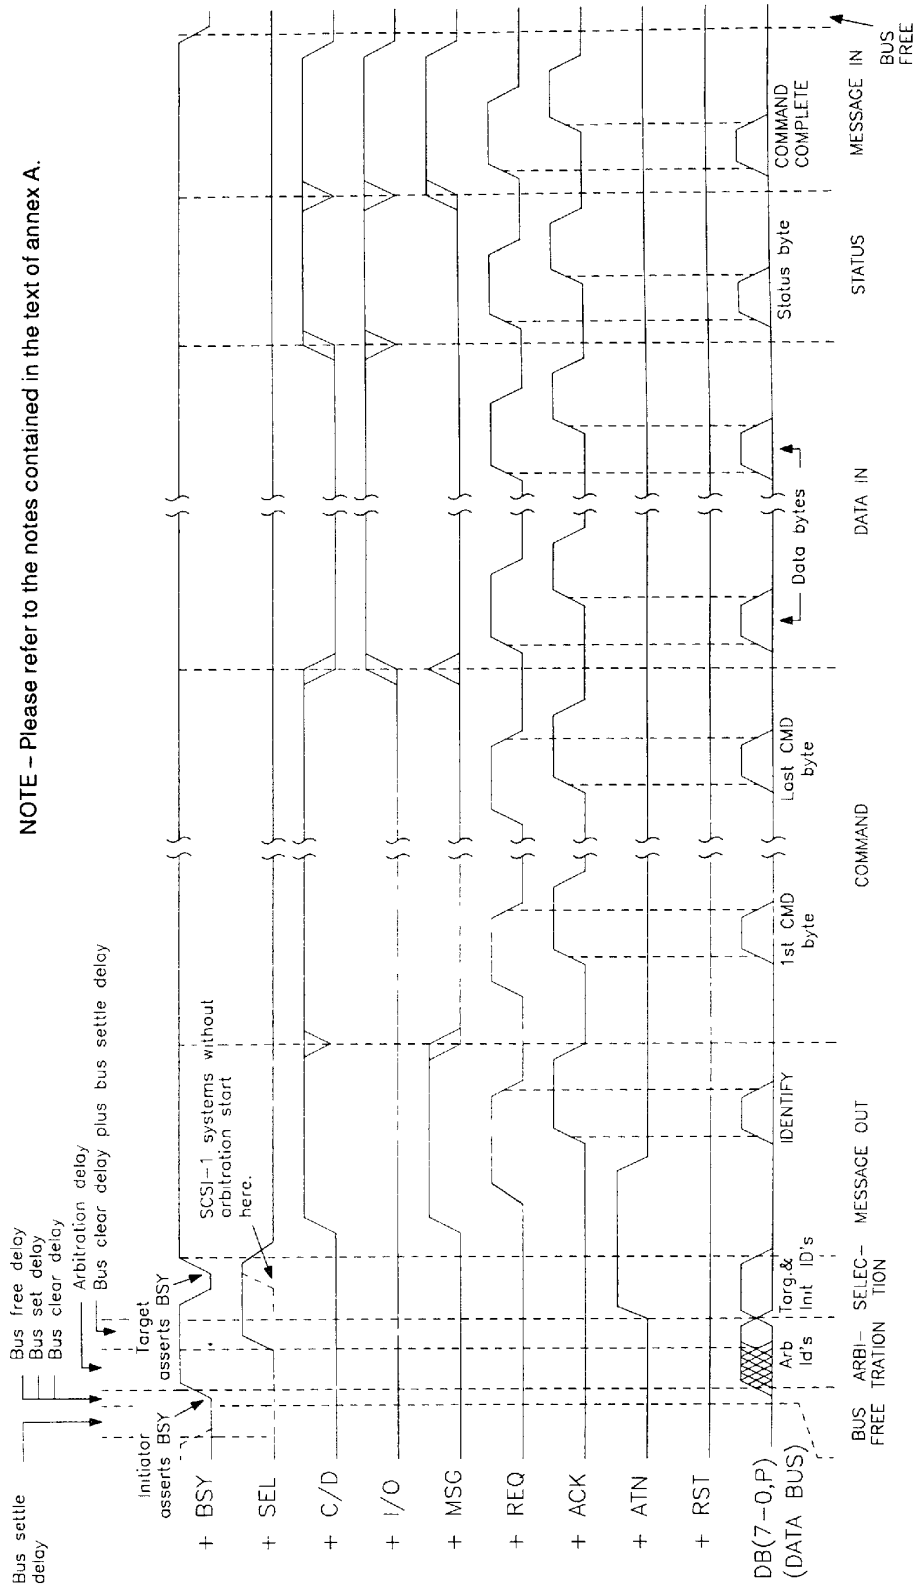 NOTE – Please refer to the notes contained in the text of annex A.
Bus settle
delay
Bus free delay
Bus set delay
Bus clear delay
Arbitration delay
Bus clear delay plus bus settle delay
Initiator
asserts BSY
Target
asserts BSY
SCSI–1 systems without
arbitration start
here.
+ BSY
+ SEL
+ C/D
+ I/O
+ MSG
+ REQ
+ ACK
+ ATN
+ RST
DB(7–0,P)
(DATA BUS)
Arb
Id's
Targ.&
Init ID's
IDENTIFY
1st CMD
byte
Last CMD
byte
Data bytes
Status byte
COMMAND
COMPLETE
BUS
FREE
ARBI–
TRATION
SELEC–
TION
MESSAGE OUT
COMMAND
DATA IN
STATUS
MESSAGE IN
BUS
FREE